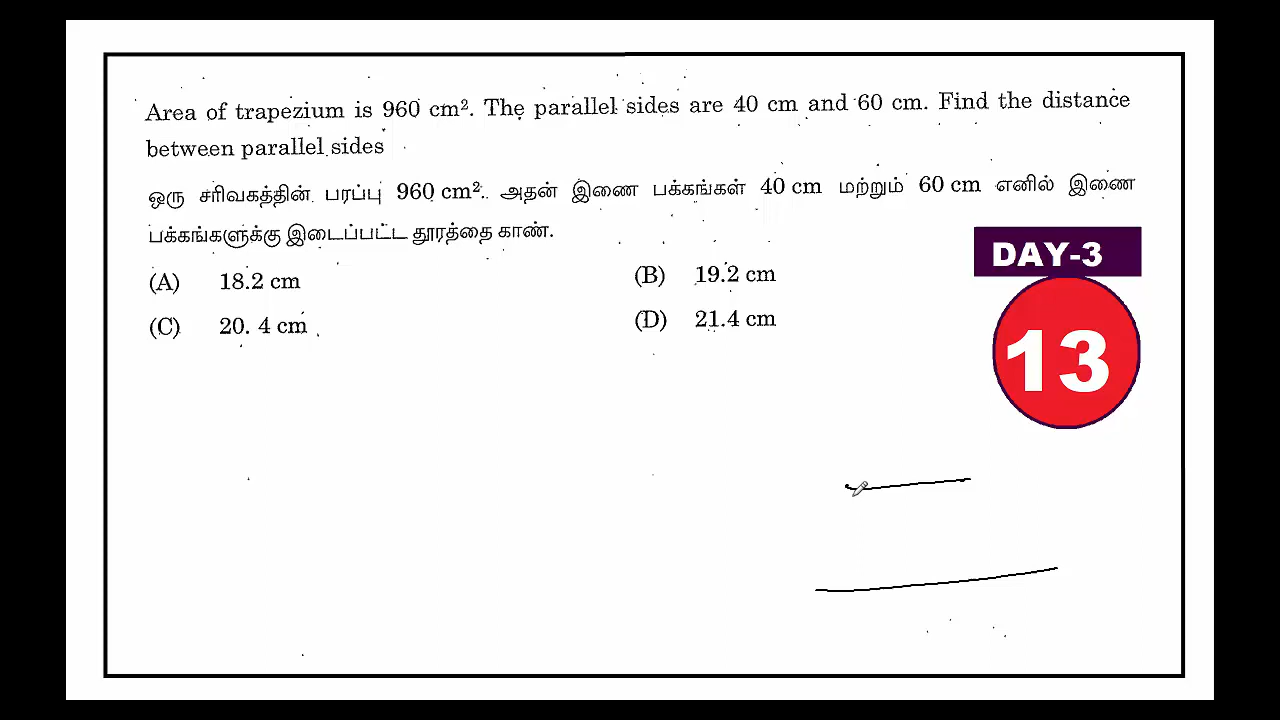 Area of trapezium is 960 cm². The parallel sides are 40 cm and 60 cm. Find the distance
between parallel sides
ஒரு சரிவகத்தின் பரப்பு 960 cm². அதன் இணை பக்கங்கள் 40 cm மற்றும் 60 cm எனில் இணை
பக்கங்களுக்கு இடைப்பட்ட தூரத்தை காண்.
(A) 18.2 cm
(B) 19.2 cm
(C) 20. 4 cm
(D) 21.4 cm
DAY-3
13